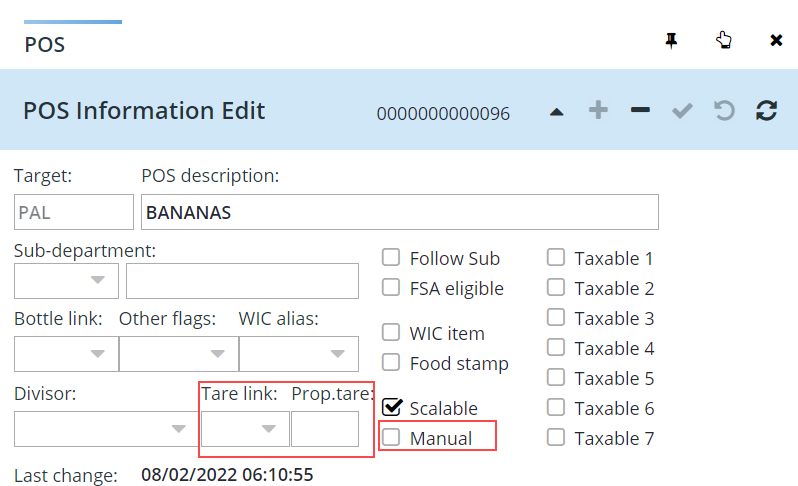 POS
POS Information Edit 0000000000096
Target: POS description:
PAL BANANAS
Sub-department:
Follow Sub Taxable 1
FSA eligible Taxable 2
Bottle link: Other flags: WIC alias: Taxable 3
WIC item Taxable 4
Food stamp Taxable 5
Divisor: Tare link: Prop.tare:
Scalable Taxable 6
Manual Taxable 7
Last change: 08/02/2022 06:10:55